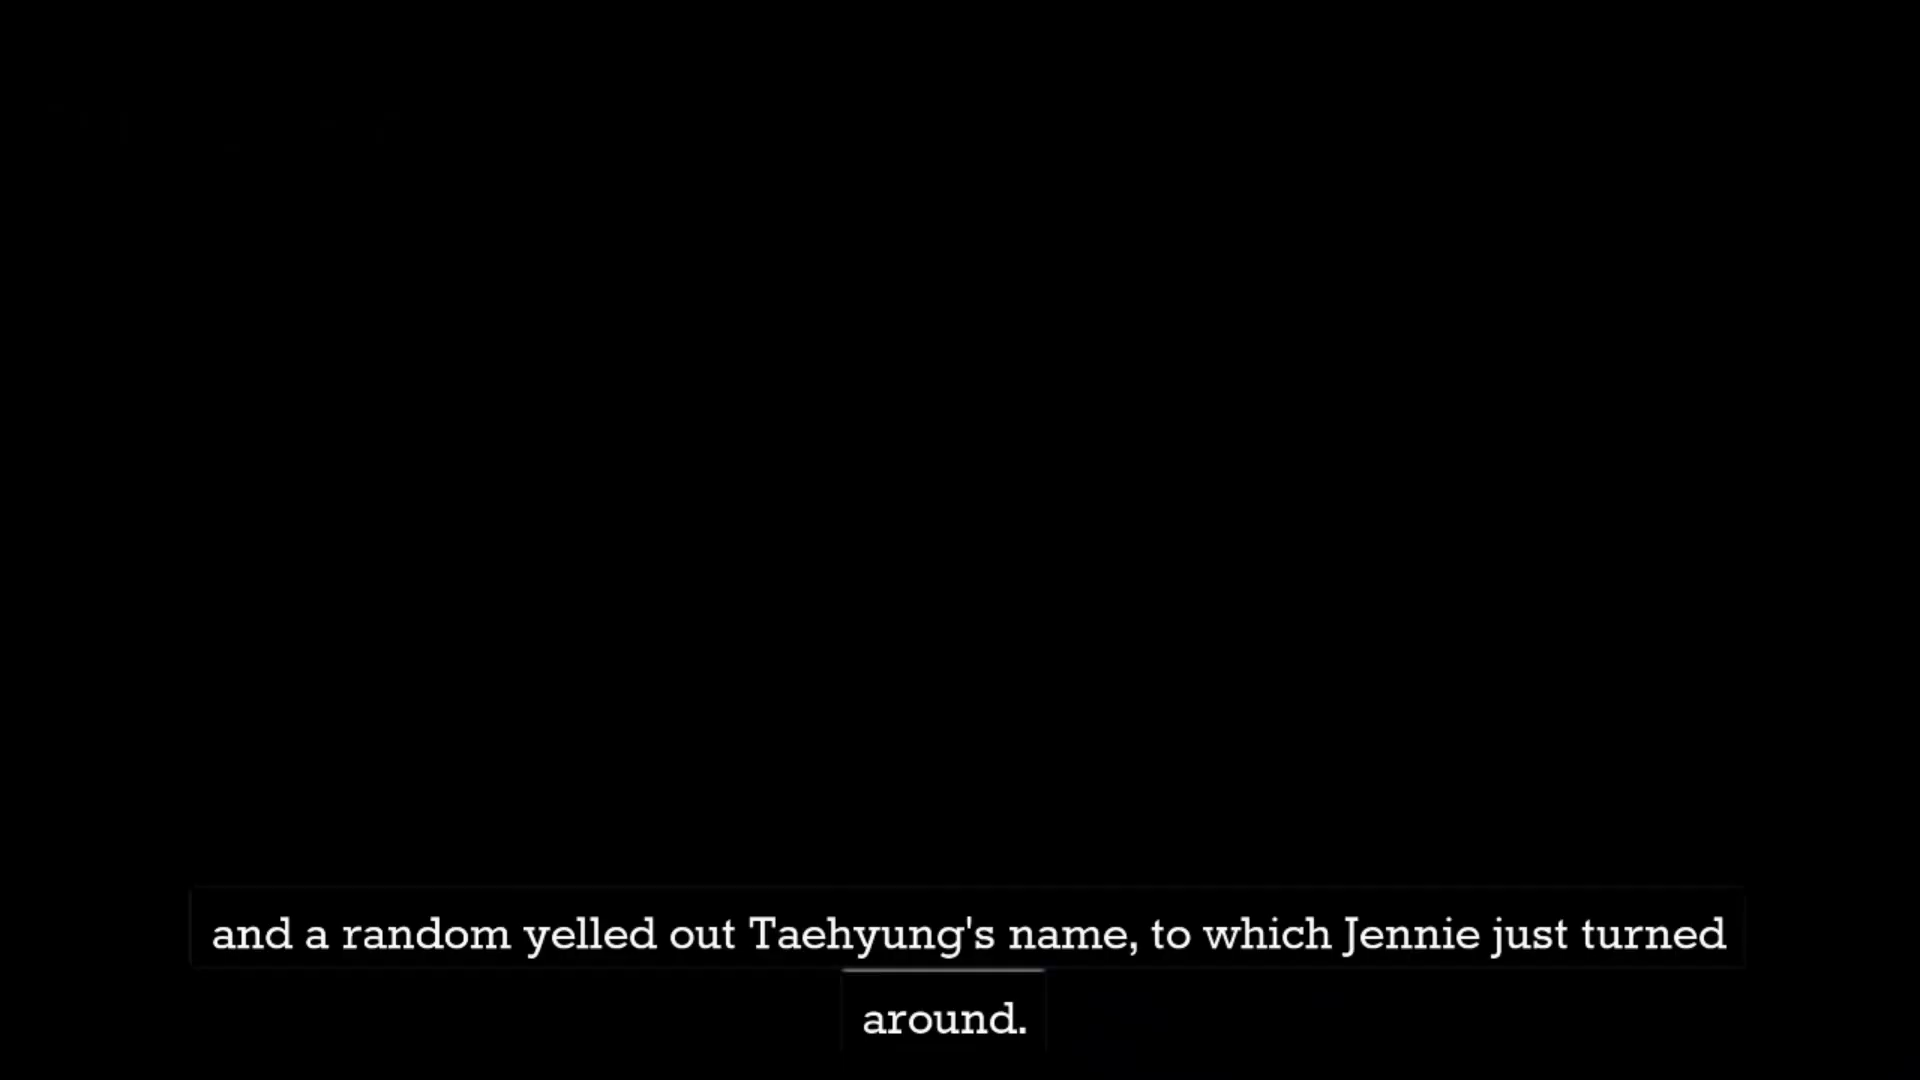 and a random yelled out Taehyung's name, to which Jennie just turned
around.